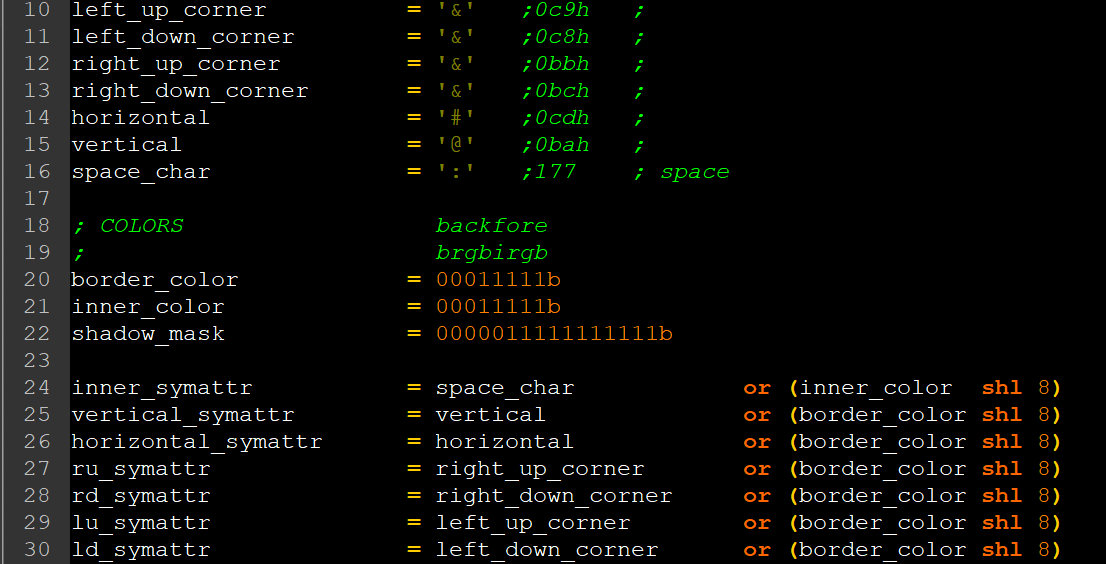 10 left_up_corner = '&' ;0c9h ;
11 left_down_corner = '&' ;0c8h ;
12 right_up_corner = '&' ;0bbh ;
13 right_down_corner = '&' ;0bch ;
14 horizontal = '#' ;0cdh ;
15 vertical = '@' ;0bah ;
16 space_char = ':' ;177 ; space
17
18 ; COLORS backfore
19 ; brgbirgb
20 border_color = 00011111b
21 inner_color = 00011111b
22 shadow_mask = 0000011111111111b
23
24 inner_symattr = space_char or (inner_color shl 8)
25 vertical_symattr = vertical or (border_color shl 8)
26 horizontal_symattr = horizontal or (border_color shl 8)
27 ru_symattr = right_up_corner or (border_color shl 8)
28 rd_symattr = right_down_corner or (border_color shl 8)
29 lu_symattr = left_up_corner or (border_color shl 8)
30 ld_symattr = left_down_corner or (border_color shl 8)